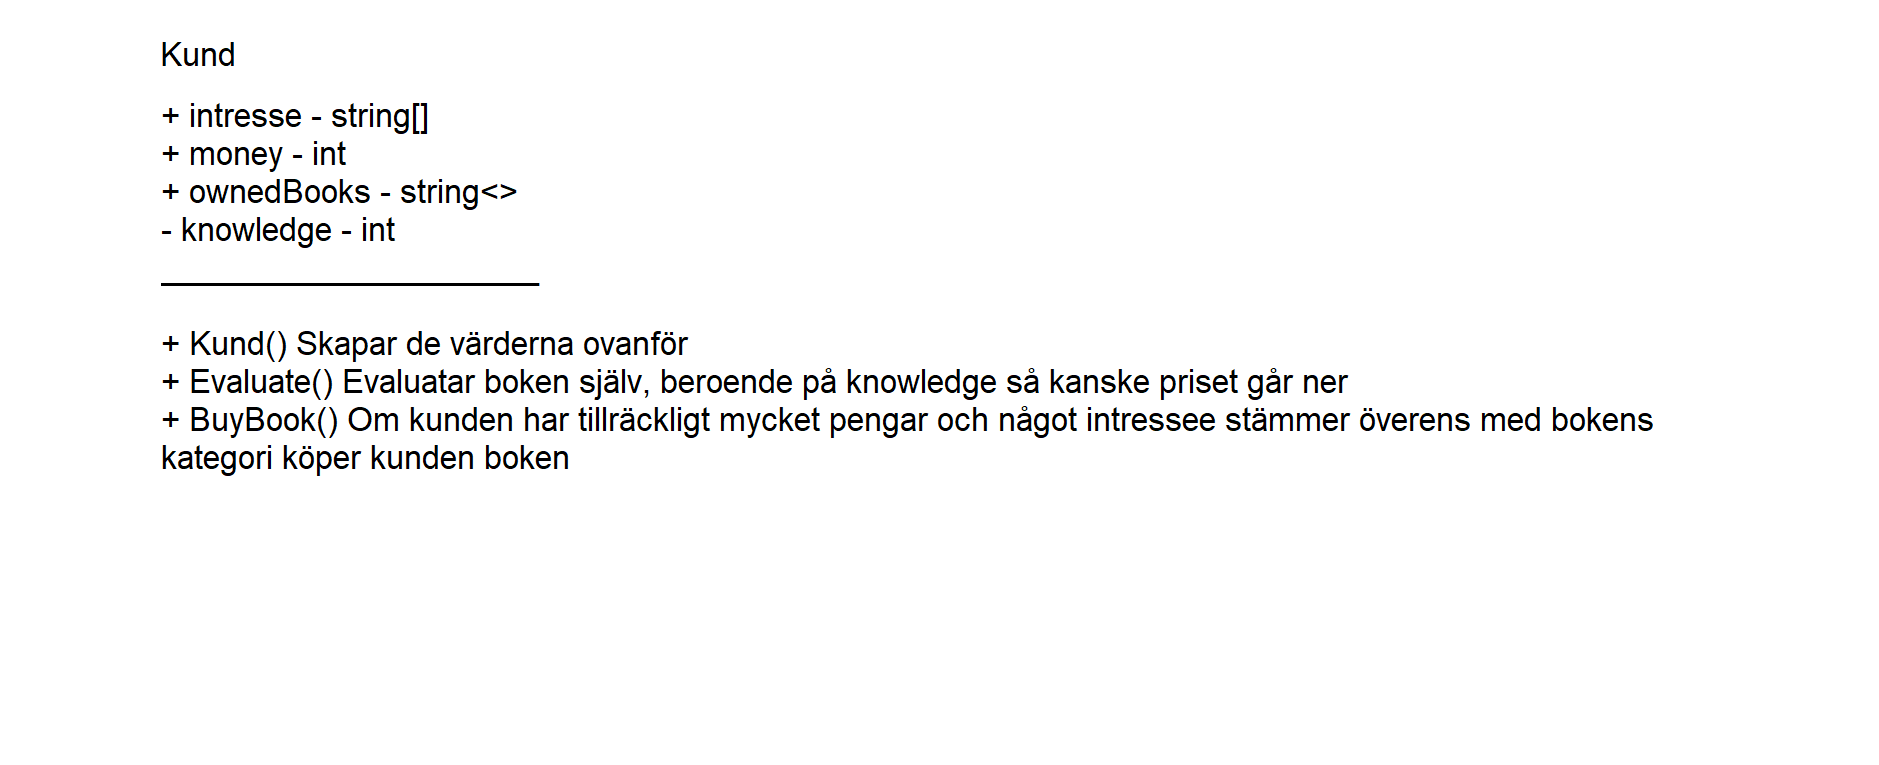 Kund
+ intresse - string[]
+ money - int
+ ownedBooks - string<>
- knowledge - int
+ Kund() Skapar de värderna ovanför
+ Evaluate() Evaluatar boken själv, beroende på knowledge så kanske priset går ner
+ BuyBook() Om kunden har tillräckligt mycket pengar och något intressee stämmer överens med bokens
kategori köper kunden boken